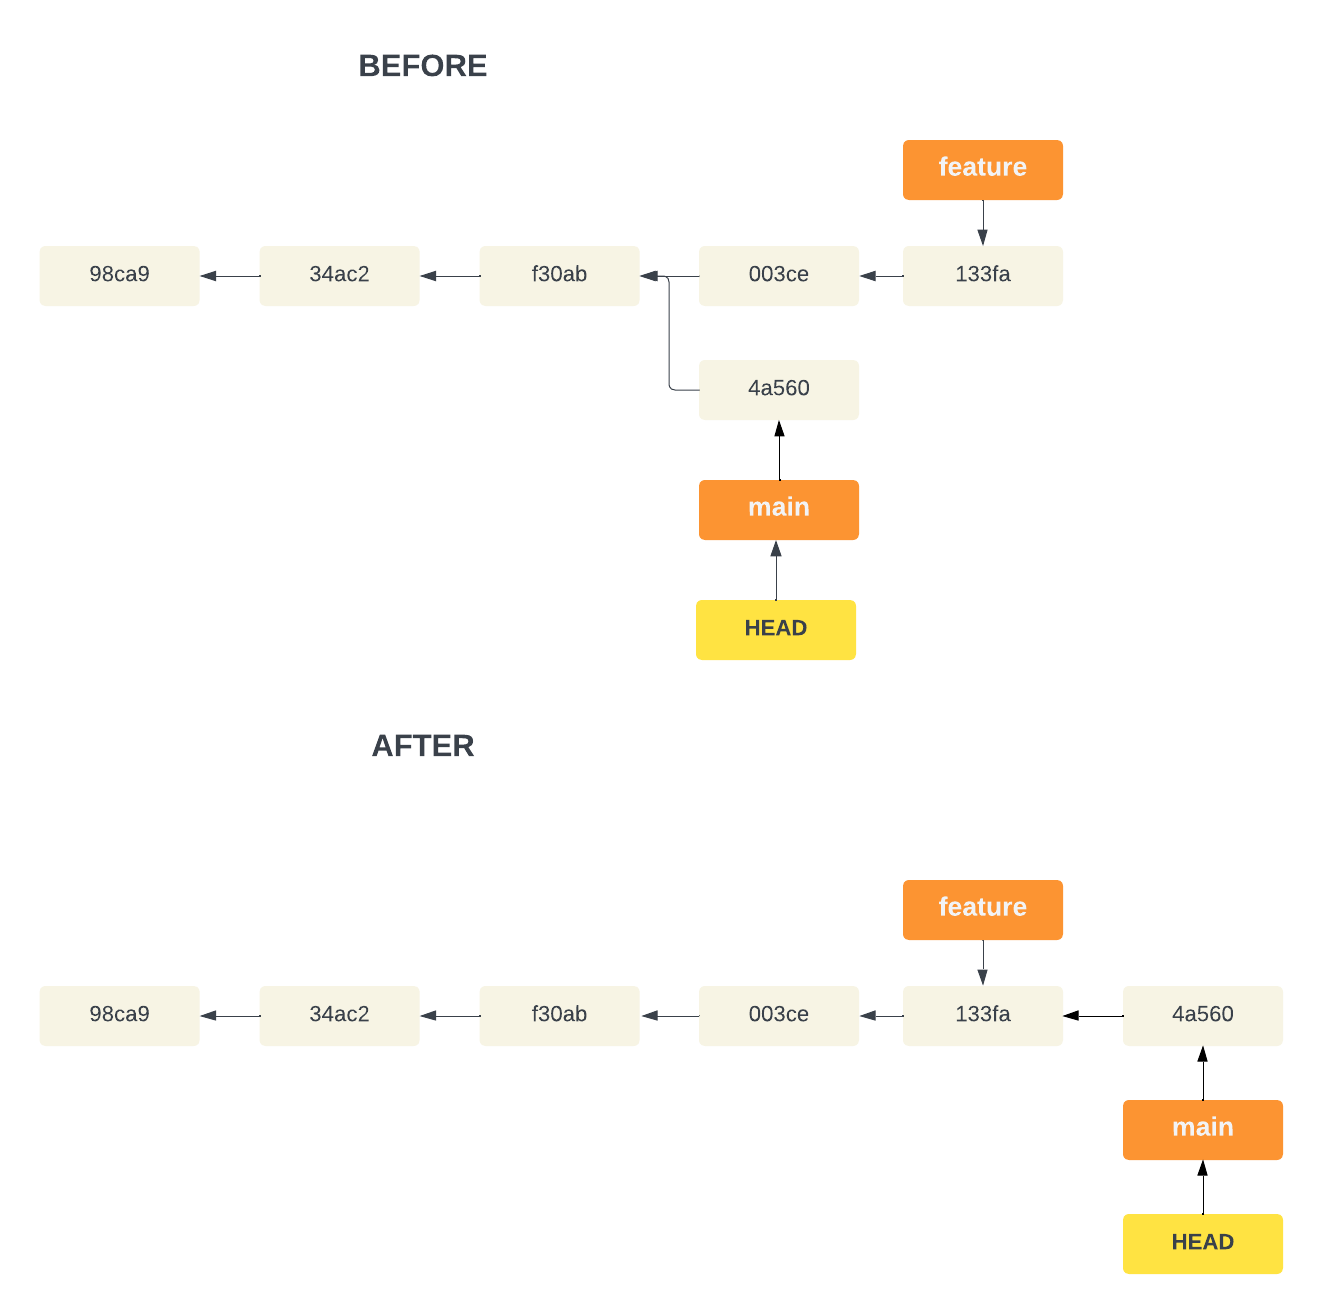 BEFORE
feature
98ca9
34ac2
f30ab
003ce
133fa
4a560
main
HEAD
AFTER
feature
98ca9
34ac2
f30ab
003ce
133fa
4a560
main
HEAD